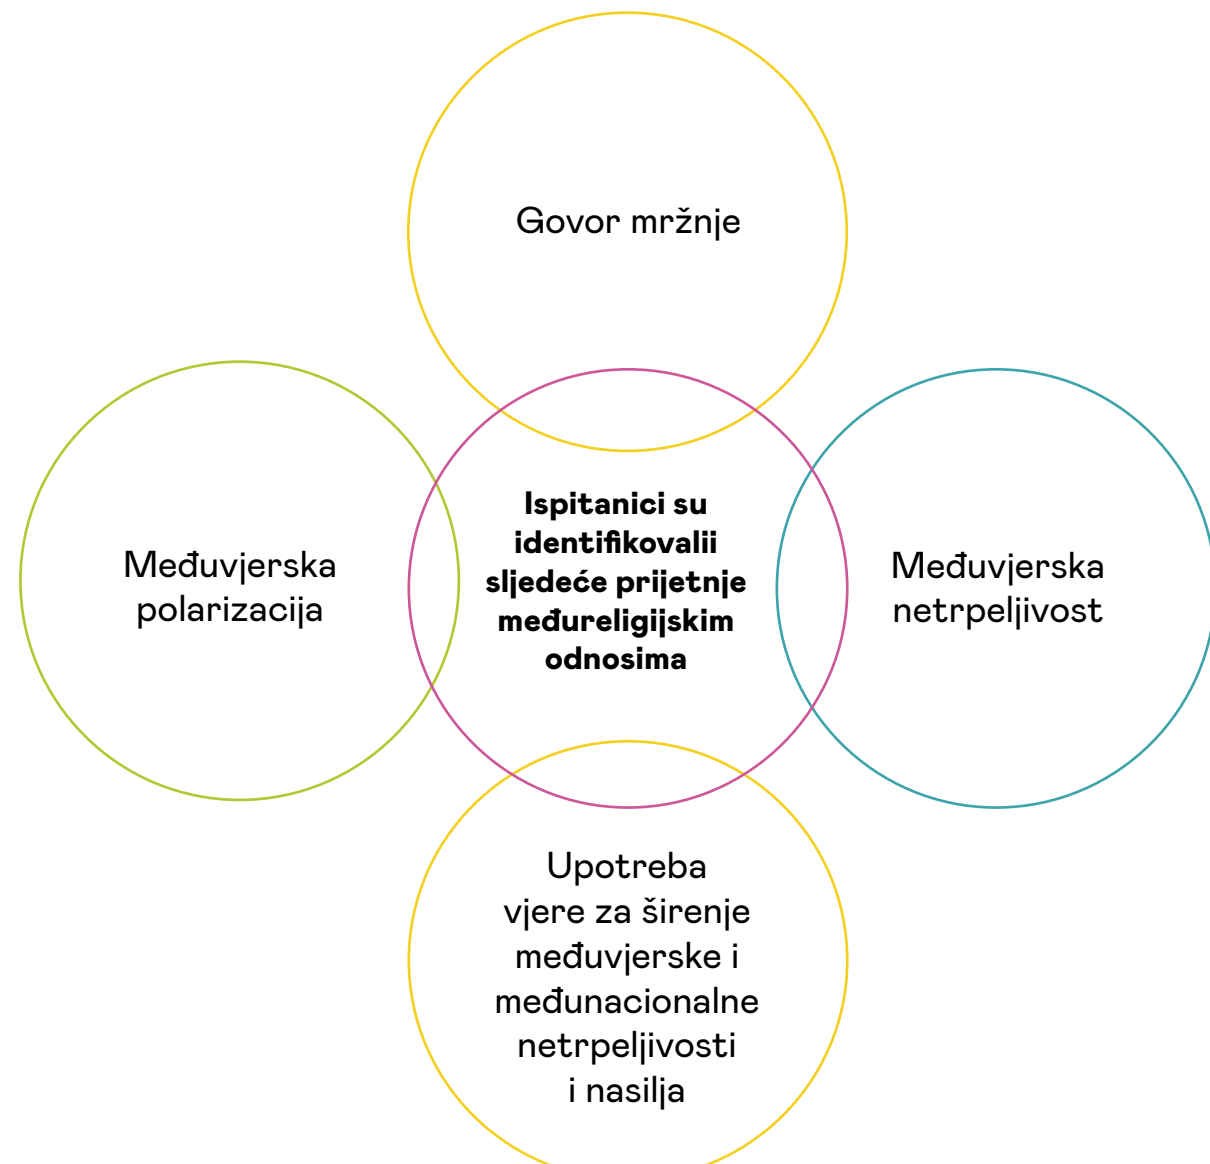 Govor mržnje
Međuvjerska
polarizacija
Ispitanici su
identifikovalii
sljedeće prijetnje
međureligijskim
odnosima
Međuvjerska
netrpeljivost
Upotreba
vjere za širenje
međuvjerske i
međunacionalne
netrpeljivosti
i nasilja